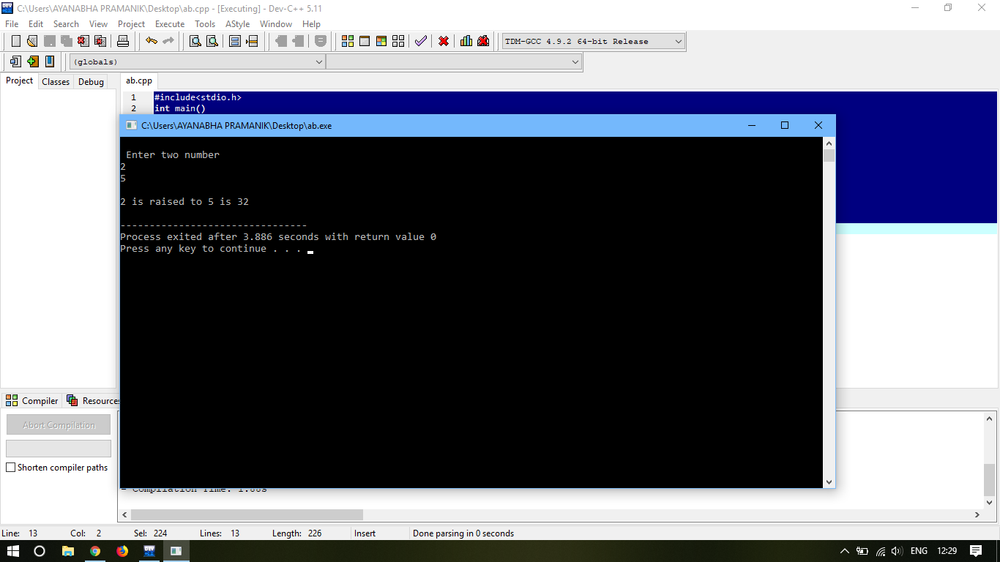 C:\Users\AYANABHA PRAMANIK\Desktop\ab.cpp - [Executing] - Dev-C++ 5.11
File Edit Search View Project Execute Tools AStyle Window Help
TDM-GCC 4.9.2 64-bit Release
(globals)
Project Classes Debug
ab.cpp
1 #include<stdio.h>
2 int main()
C:\Users\AYANABHA PRAMANIK\Desktop\ab.exe
Enter two number
2
5
2 is raised to 5 is 32
--------------------------------
Process exited after 3.886 seconds with return value 0
Press any key to continue . . .
Compiler Resources
Abort Compilation
Shorten compiler paths
- Compilation Time:
Line: 13 Col: 2 Sel: 224 Lines: 13 Length: 226 Insert Done parsing in 0 seconds
ENG 12:29